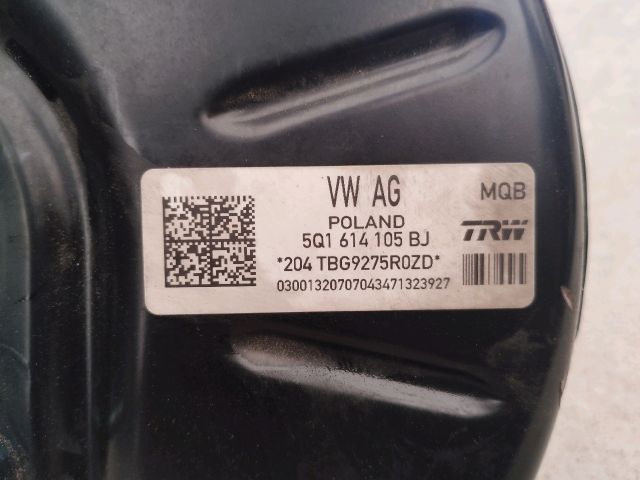 VW AG
MQB
POLAND
5Q1 614 105 BJ
TRW
*204 TBG9275R0ZD*
03001320707043471323927